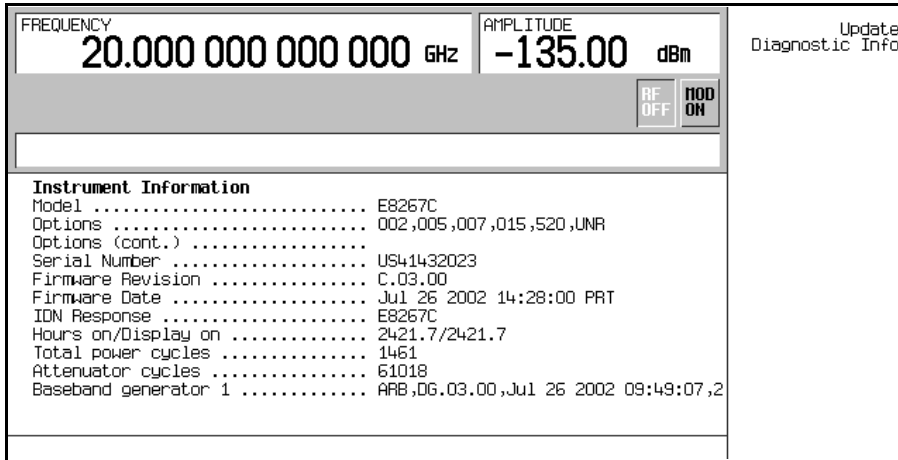 FREQUENCY
20.000 000 000 000 GHz
AMPLITUDE
-135.00 dBm
Update
Diagnostic Info
RF
OFF
MOD
ON
Instrument Information
Model ............................ E8267C
Options .......................... 002,005,007,015,520,UNR
Options (cont.) ..................
Serial Number .................... US41432023
Firmware Revision ................ C.03.00
Firmware Date .................... Jul 26 2002 14:28:00 PRT
IDN Response ..................... E8267C
Hours on/Display on .............. 2421.7/2421.7
Total power cycles ............... 1461
Attenuator cycles ................ 61018
Baseband generator 1 ............. ARB,DG.03.00,Jul 26 2002 09:49:07,2